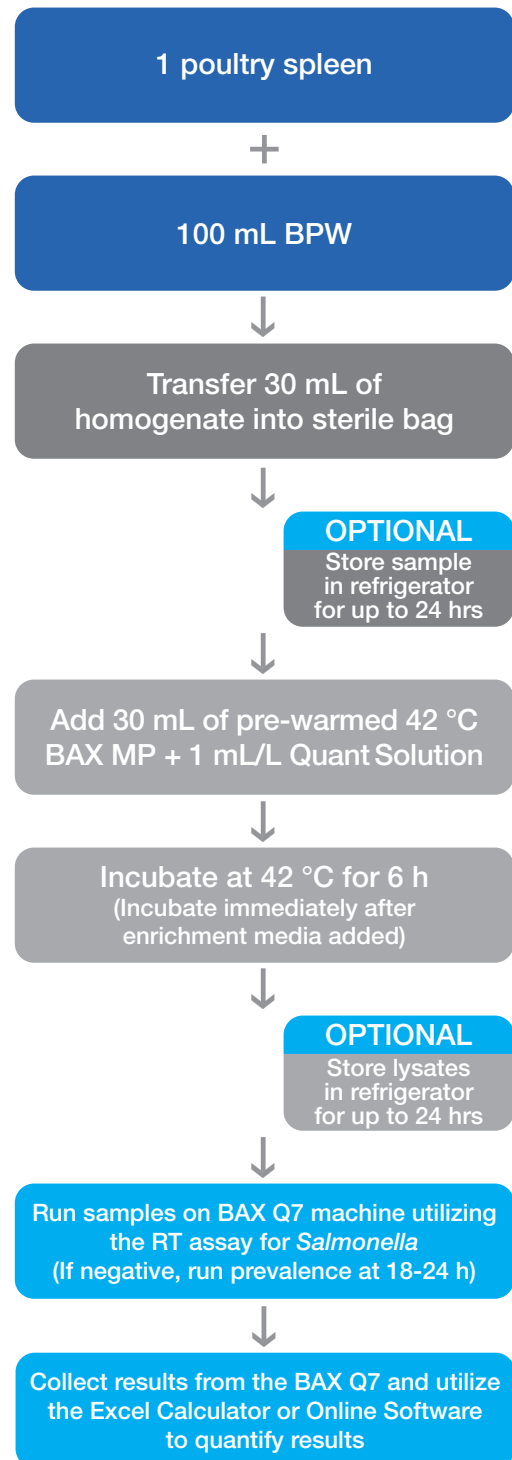 1 poultry spleen
+
100 mL BPW
Transfer 30 mL of
homogenate into sterile bag
OPTIONAL
Store sample
in refrigerator
for up to 24 hrs
Add 30 mL of pre-warmed 42 °C
BAX MP + 1 mL/L Quant Solution
Incubate at 42 °C for 6 h
(Incubate immediately after
enrichment media added)
OPTIONAL
Store lysates
in refrigerator
for up to 24 hrs
Run samples on BAX Q7 machine utilizing
the RT assay for Salmonella
(If negative, run prevalence at 18-24 h)
Collect results from the BAX Q7 and utilize
the Excel Calculator or Online Software
to quantify results